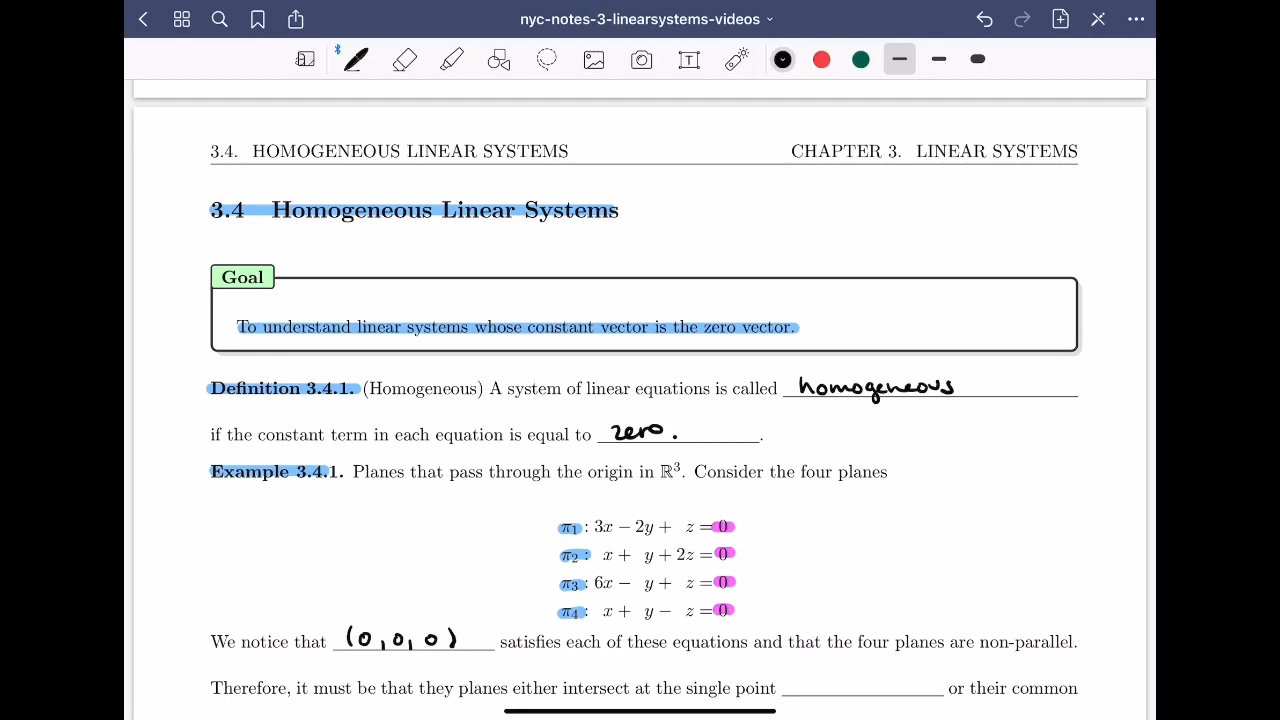 nyc-notes-3-linearsystems-videos
3.4. HOMOGENEOUS LINEAR SYSTEMS CHAPTER 3. LINEAR SYSTEMS
3.4 Homogeneous Linear Systems
Goal
To understand linear systems whose constant vector is the zero vector.
Definition 3.4.1. (Homogeneous) A system of linear equations is called homogeneous
if the constant term in each equation is equal to zero. .
Example 3.4.1. Planes that pass through the origin in ℝ³. Consider the four planes
π₁ : 3x − 2y + z = 0
π₂ : x + y + 2z = 0
π₃ : 6x − y + z = 0
π₄ : x + y − z = 0
We notice that (0,0,0) satisfies each of these equations and that the four planes are non-parallel.
Therefore, it must be that they planes either intersect at the single point ________ or their common